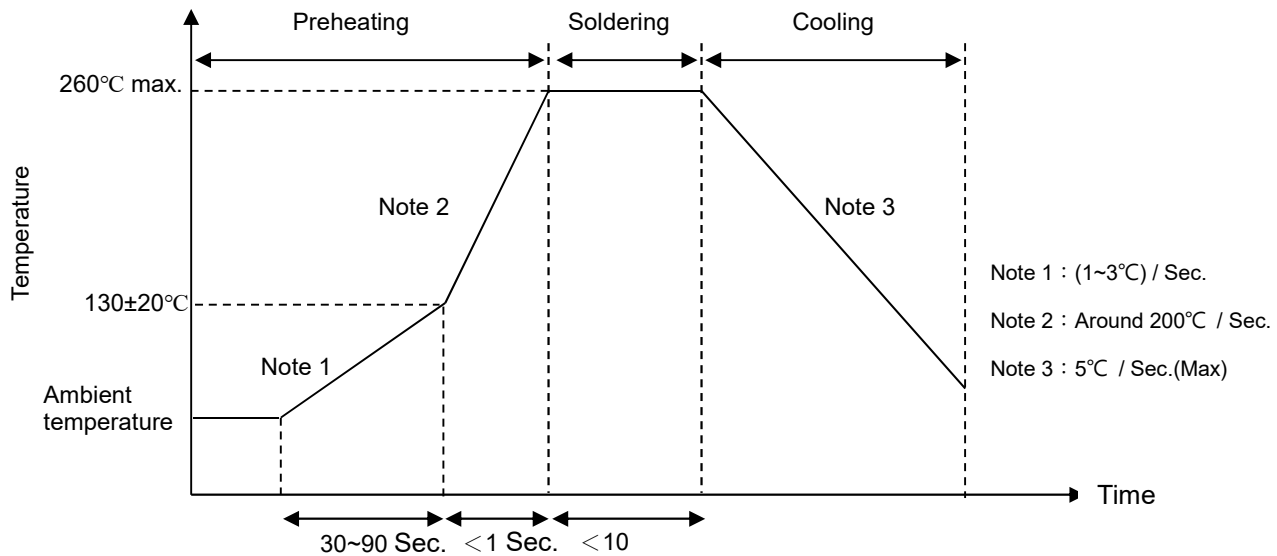 Preheating
Soldering
Cooling
260℃ max.
Temperature
Note 2
Note 3
130±20℃
Note 1
Ambient
temperature
Note 1：(1~3℃) / Sec.
Note 2：Around 200℃ / Sec.
Note 3：5℃ / Sec.(Max)
Time
30~90 Sec. ＜1 Sec. ＜10